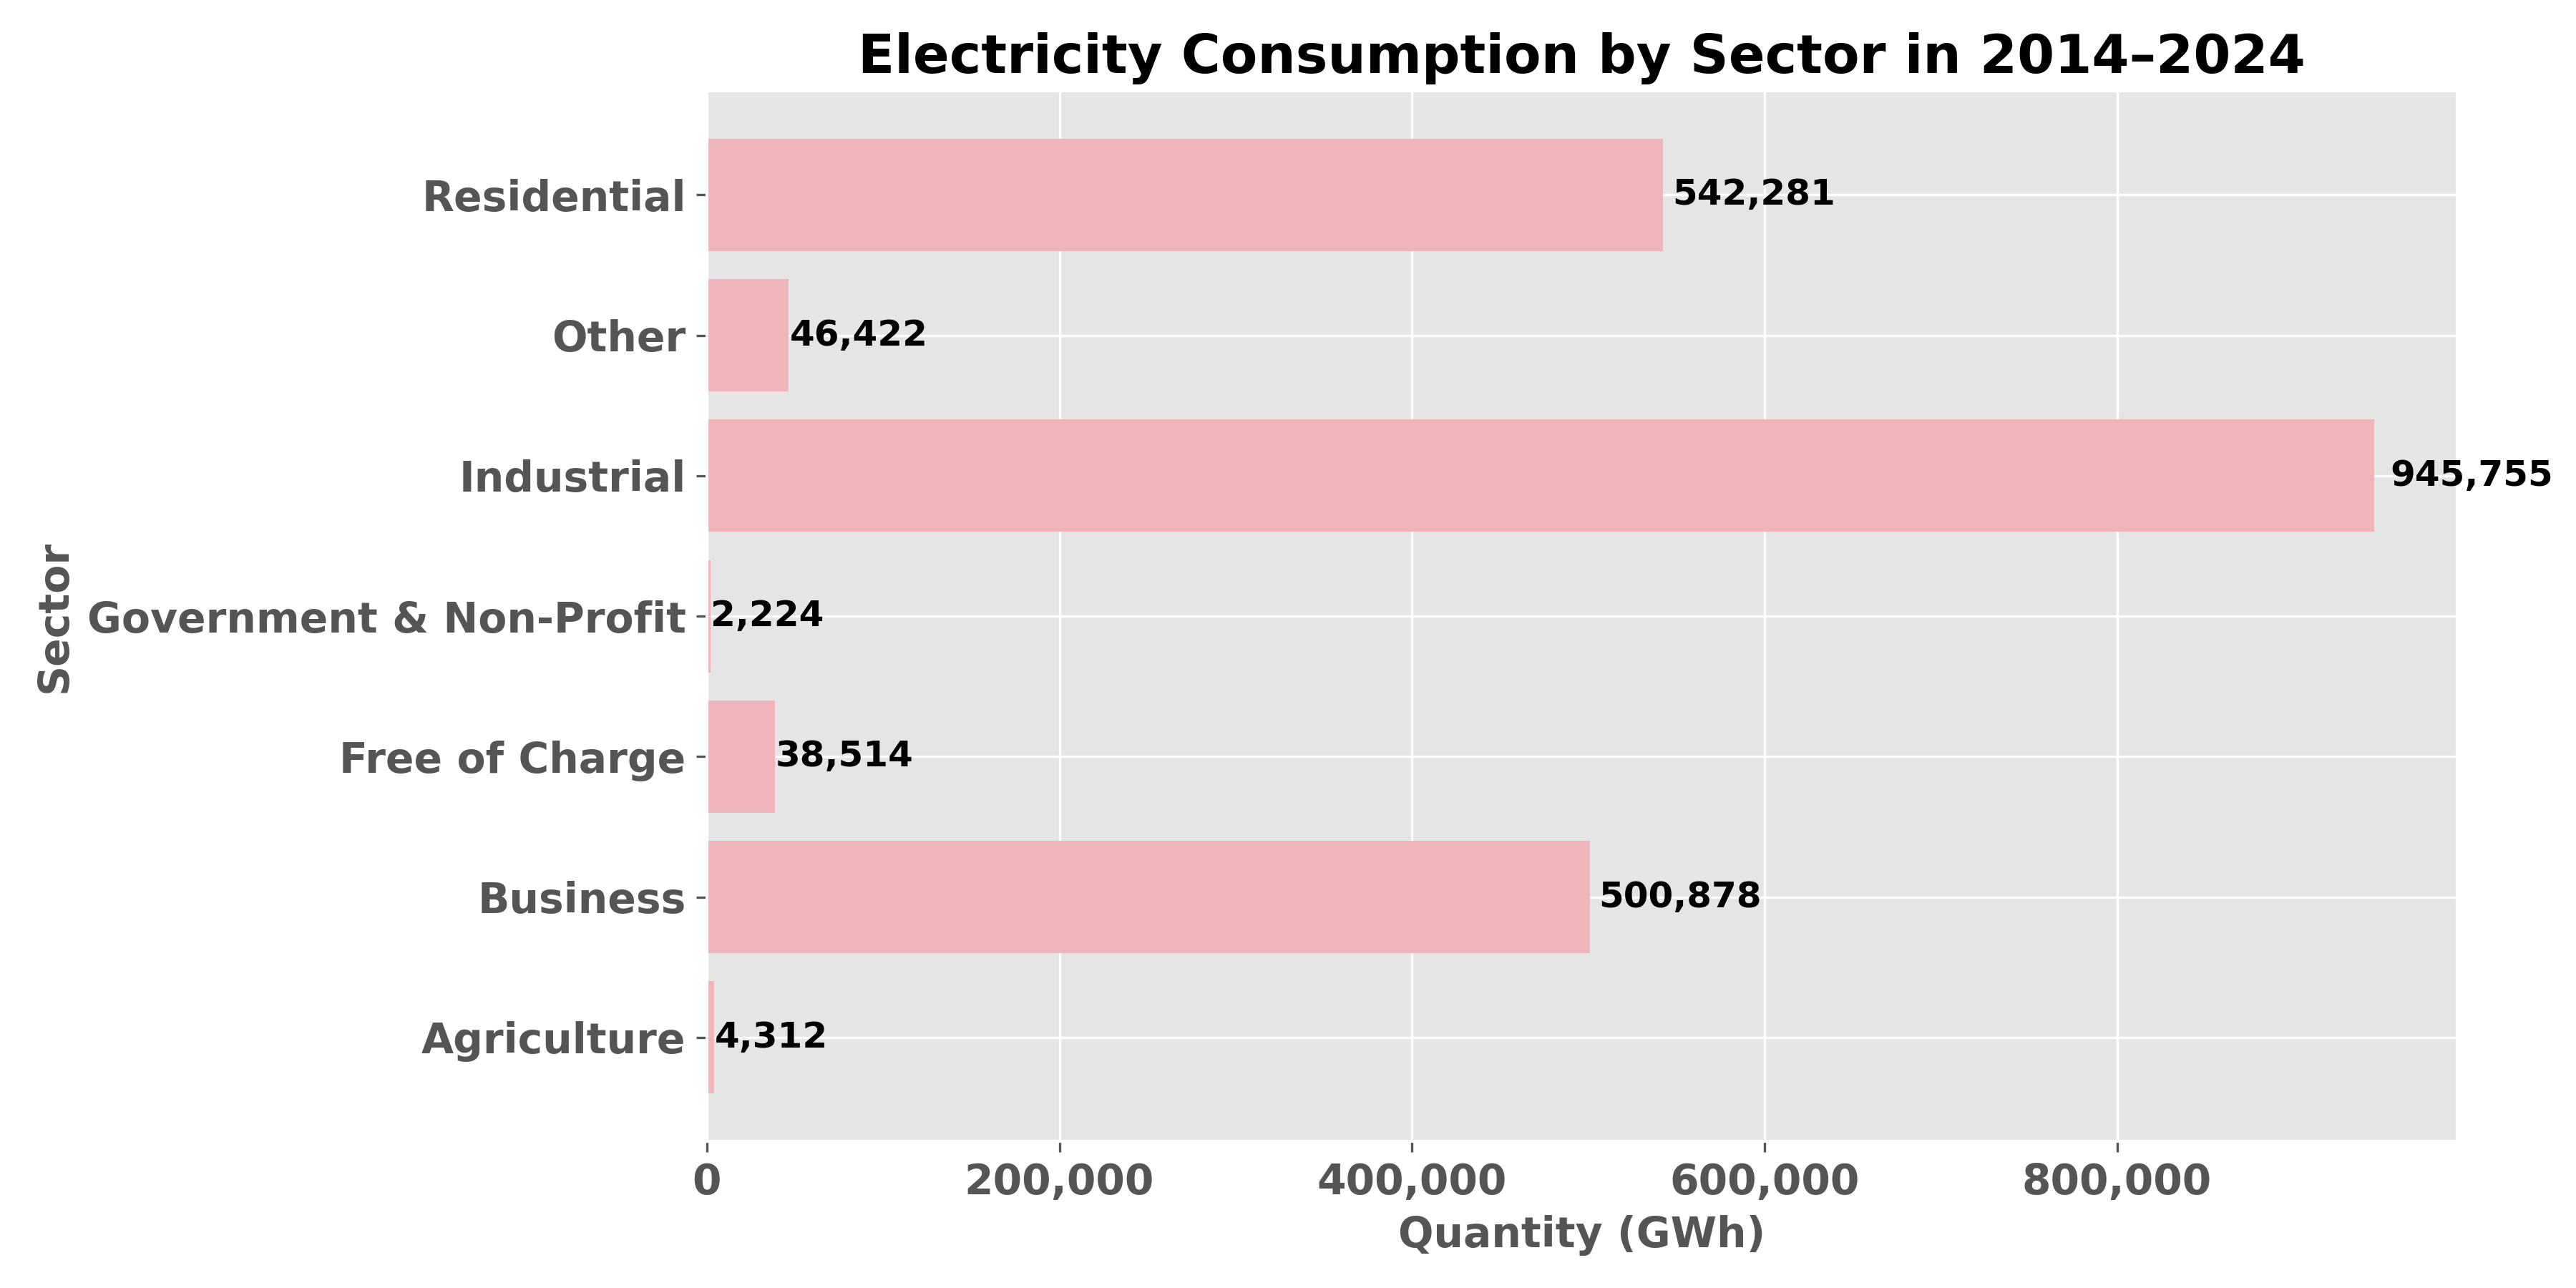 Electricity Consumption by Sector in 2014–2024
Sector
Residential
542,281
Other
46,422
Industrial
945,755
Government & Non-Profit
2,224
Free of Charge
38,514
Business
500,878
Agriculture
4,312
0
200,000
400,000
600,000
800,000
Quantity (GWh)